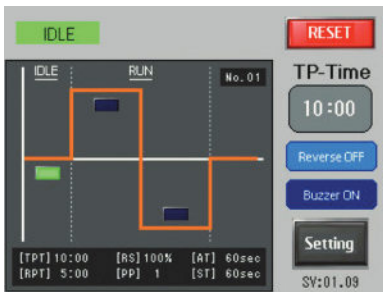 IDLE
RESET
IDLE RUN No.01
TP-Time
10:00
Reverse OFF
Buzzer ON
Setting
[TPT] 10:00 [RS] 100% [AT] 60sec
[RPT] 5:00 [PP] 1 [ST] 60sec
SV:01.09